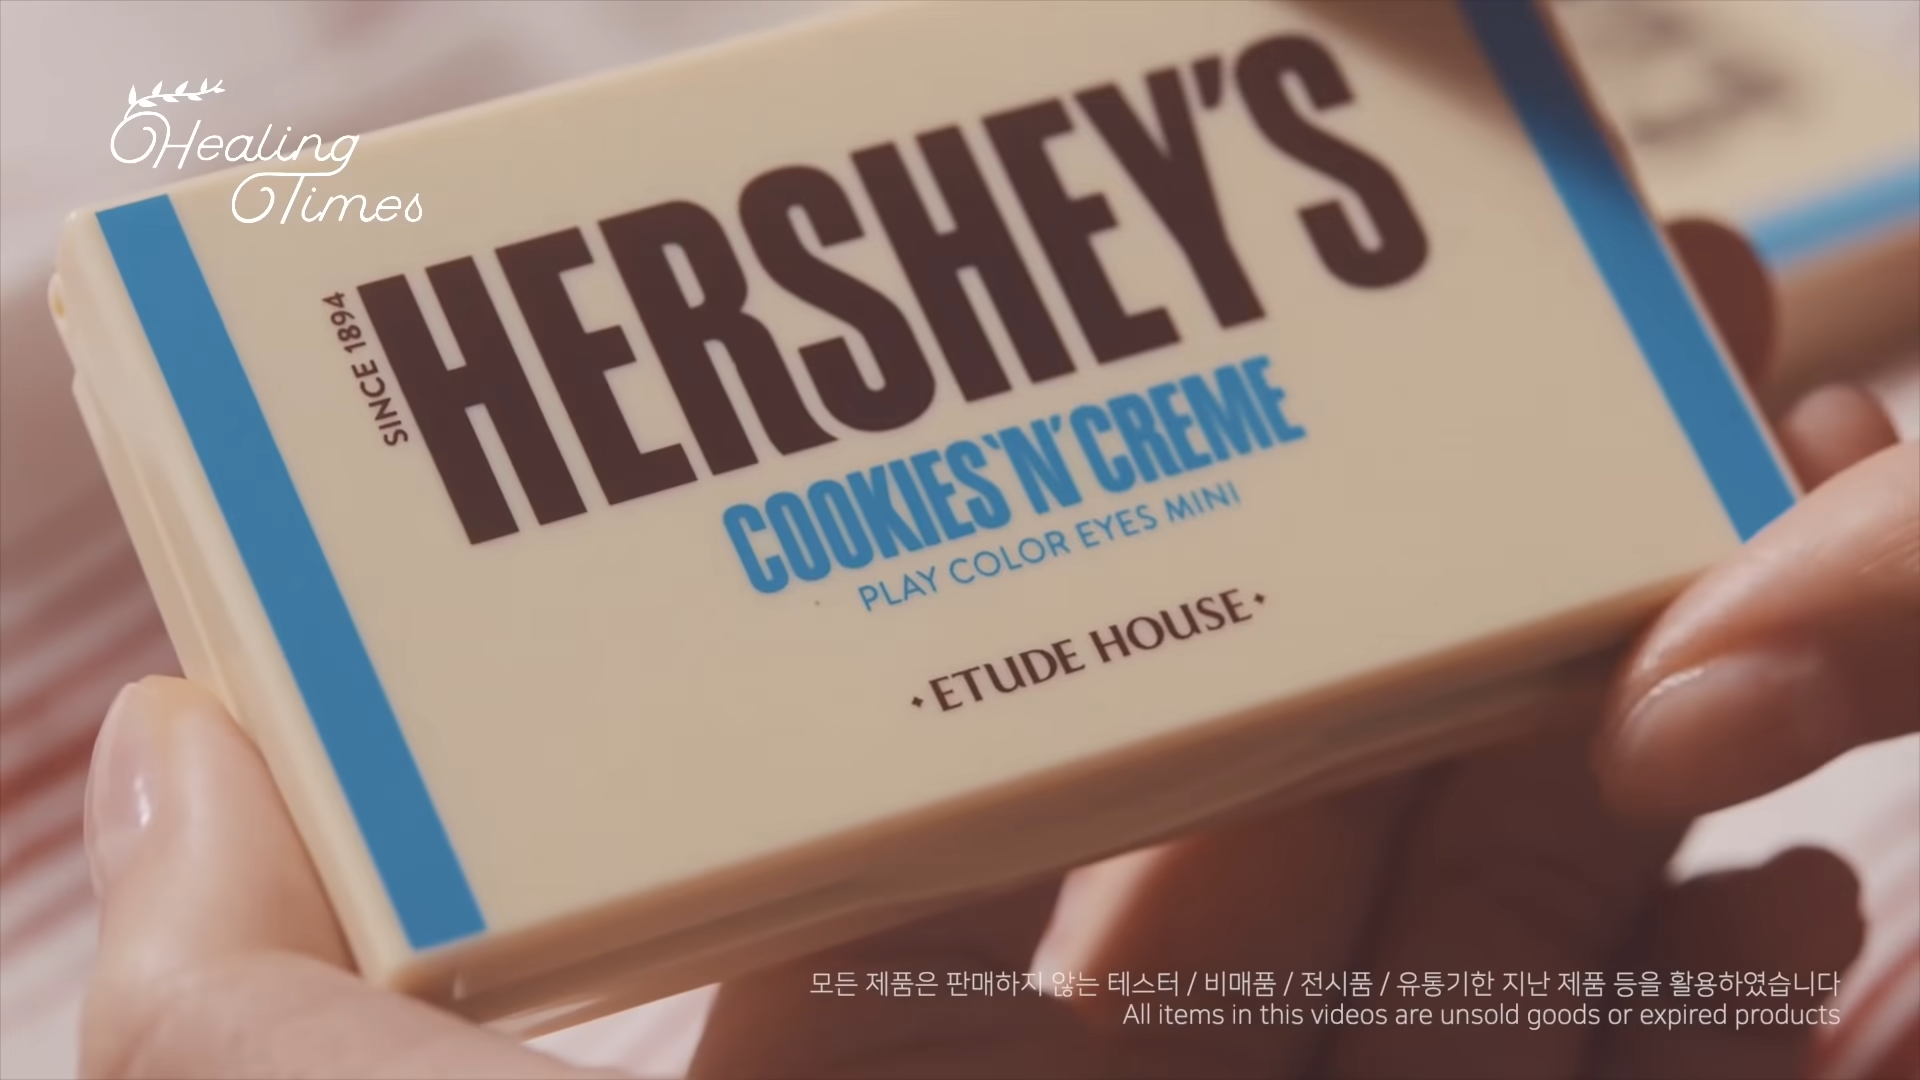 Healing
Times
SINCE 1894
HERSHEY'S
COOKIES 'N' CREME
PLAY COLOR EYES MINI
ETUDE HOUSE
모든 제품은 판매하지 않는 테스터 / 비매품 / 전시품 / 유통기한 지난 제품 등을 활용하였습니다
All items in this videos are unsold goods or expired products